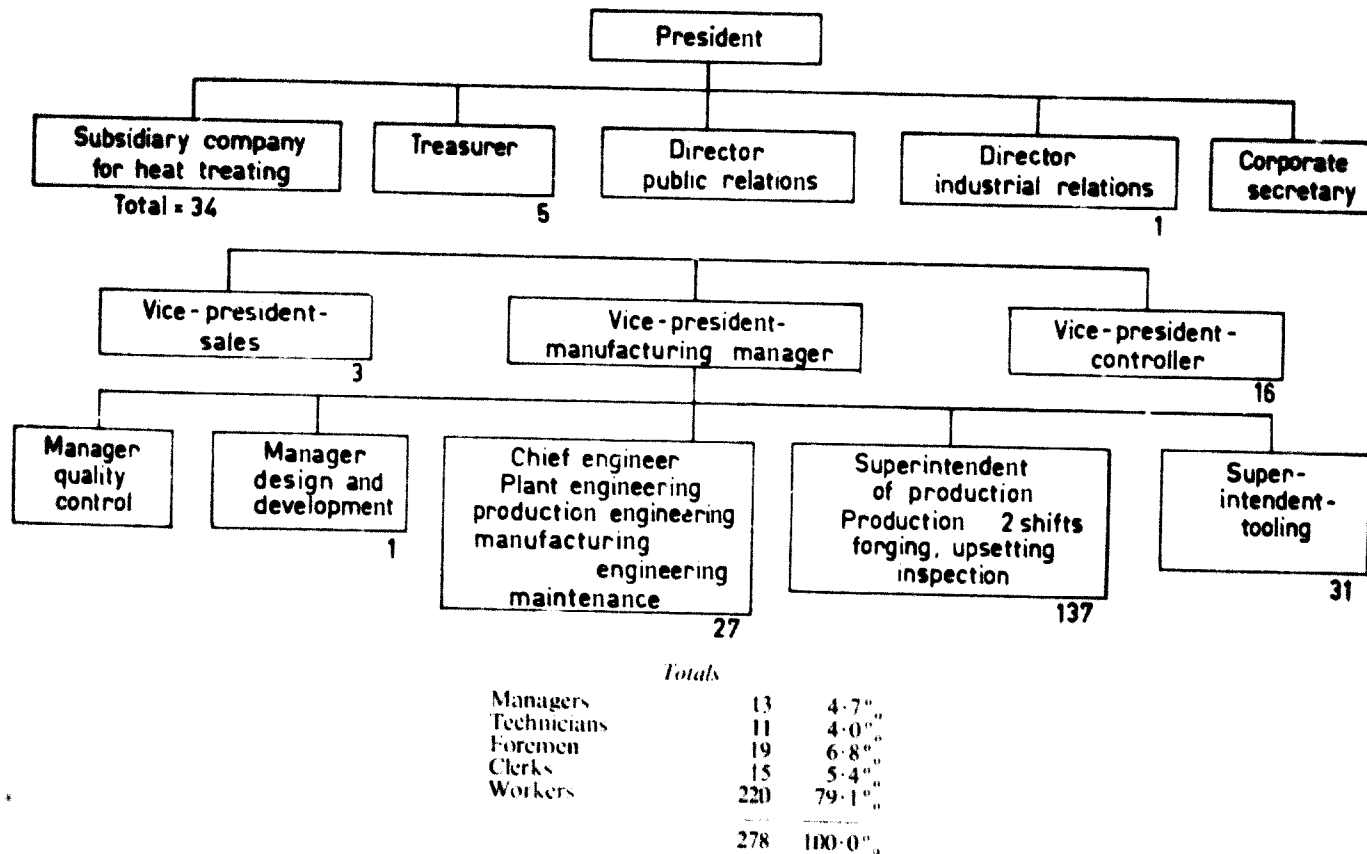 President
Subsidiary company
for heat treating
Total = 34
Treasurer
5
Director
public relations
Director
industrial relations
1
Corporate
secretary
Vice-president-
sales
3
Vice-president-
manufacturing manager
Vice-president-
controller
16
Manager
quality
control
Manager
design and
development
1
Chief engineer
Plant engineering
production engineering
manufacturing
engineering
maintenance
27
Superintendent
of production
Production 2 shifts
forging, upsetting
inspection
137
Super-
intendent-
tooling
31
Totals
Managers 13 4·7%
Technicians 11 4·0%
Foremen 19 6·8%
Clerks 15 5·4%
Workers 220 79·1%
278 100·0%